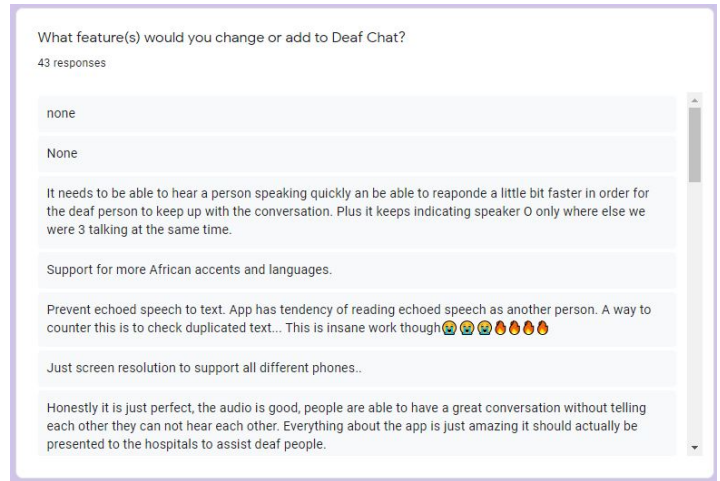 What feature(s) would you change or add to Deaf Chat?
43 responses
none
None
It needs to be able to hear a person speaking quickly an be able to reaponde a little bit faster in order for
the deaf person to keep up with the conversation. Plus it keeps indicating speaker O only where else we
were 3 talking at the same time.
Support for more African accents and languages.
Prevent echoed speech to text. App has tendency of reading echoed speech as another person. A way to
counter this is to check duplicated text... This is insane work though😭😭😭🔥🔥🔥🔥
Just screen resolution to support all different phones..
Honestly it is just perfect, the audio is good, people are able to have a great conversation without telling
each other they can not hear each other. Everything about the app is just amazing it should actually be
presented to the hospitals to assist deaf people.